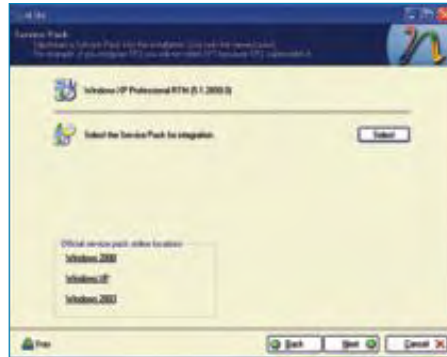 Service Pack
Windows XP Professional RTM (5.1.2600.0)
Select the Service Pack for integration
Select
Official service pack online locations
Windows 2000
Windows XP
Windows 2003
Tray
Back
Next
Cancel